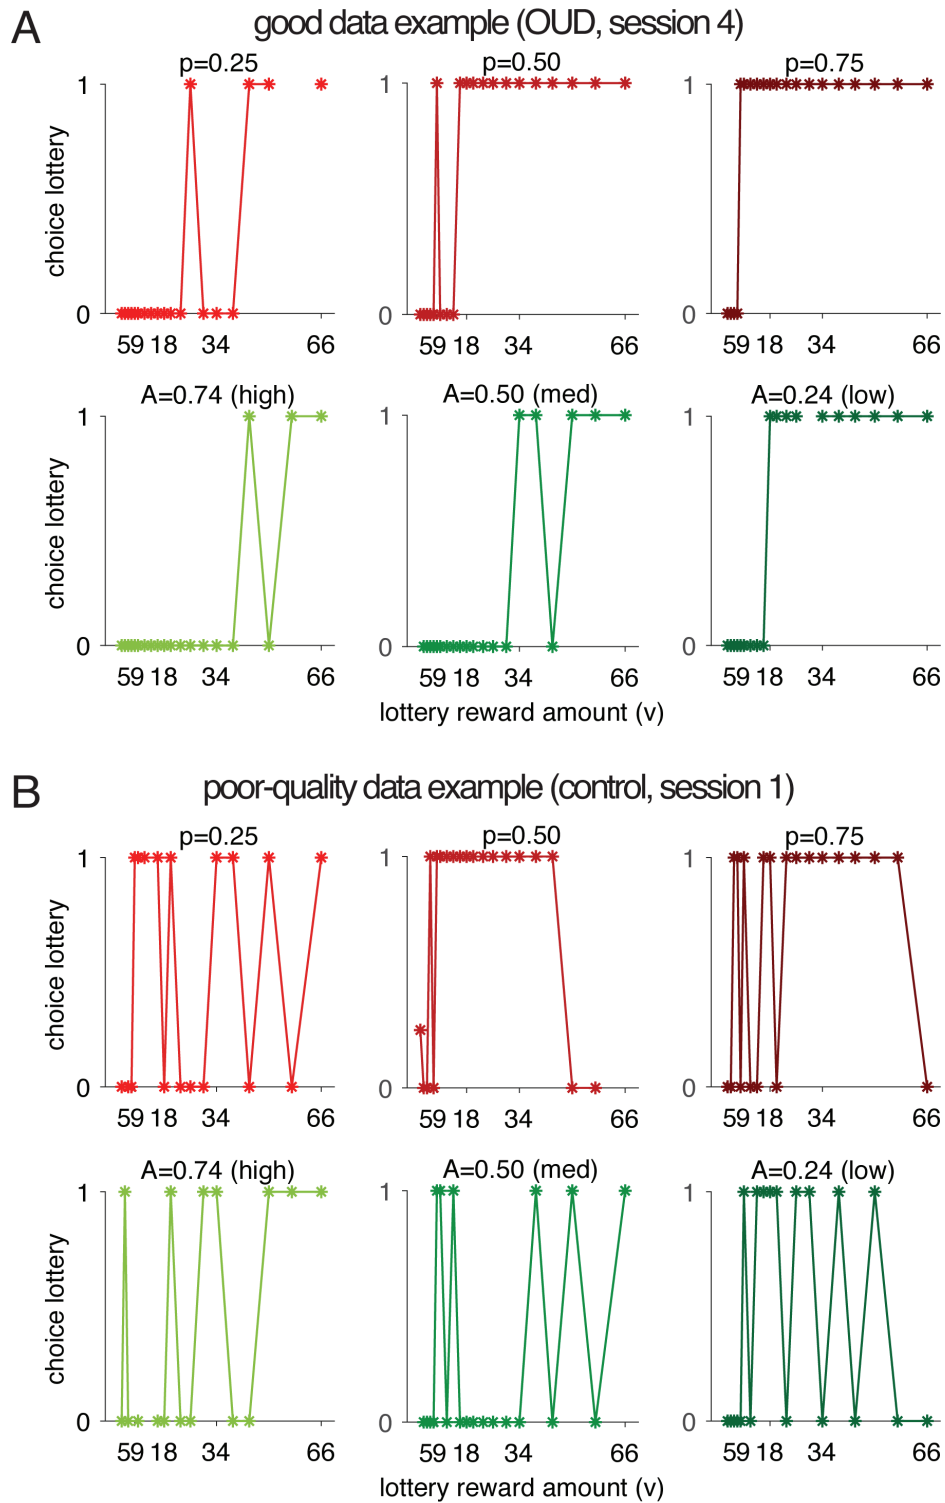 A
good data example (OUD, session 4)
p=0.25 p=0.50 p=0.75
choice lottery
1 1 1
0 0 0
59 18 34 66 59 18 34 66 59 18 34 66
A=0.74 (high) A=0.50 (med) A=0.24 (low)
choice lottery
1 1 1
0 0 0
59 18 34 66 59 18 34 66 59 18 34 66
lottery reward amount (v)
B
poor-quality data example (control, session 1)
p=0.25 p=0.50 p=0.75
choice lottery
1 1 1
0 0 0
59 18 34 66 59 18 34 66 59 18 34 66
A=0.74 (high) A=0.50 (med) A=0.24 (low)
choice lottery
1 1 1
0 0 0
59 18 34 66 59 18 34 66 59 18 34 66
lottery reward amount (v)